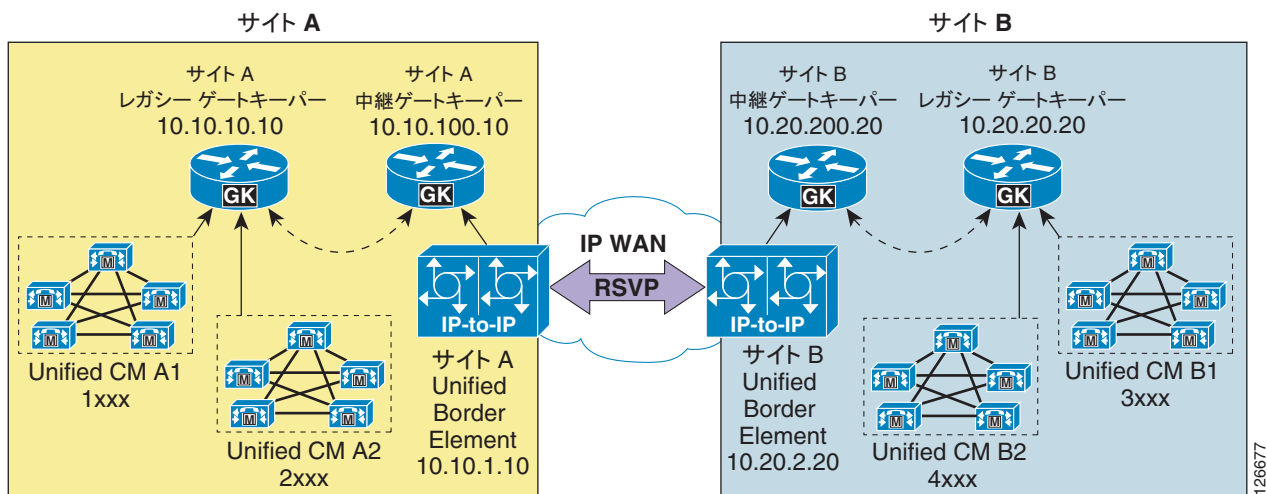 サイト A
サイト B
サイト A
レガシー ゲートキーパー
10.10.10.10
サイト A
中継ゲートキーパー
10.10.100.10
サイト B
中継ゲートキーパー
10.20.200.20
サイト B
レガシー ゲートキーパー
10.20.20.20
GK
GK
GK
GK
IP WAN
RSVP
IP-to-IP
IP-to-IP
M
M
M
M
M
Unified CM A1
1xxx
M
M
M
M
M
Unified CM A2
2xxx
サイト A
Unified
Border
Element
10.10.1.10
サイト B
Unified
Border
Element
10.20.2.20
M
M
M
M
M
Unified CM B2
4xxx
M
M
M
M
M
Unified CM B1
3xxx
126677